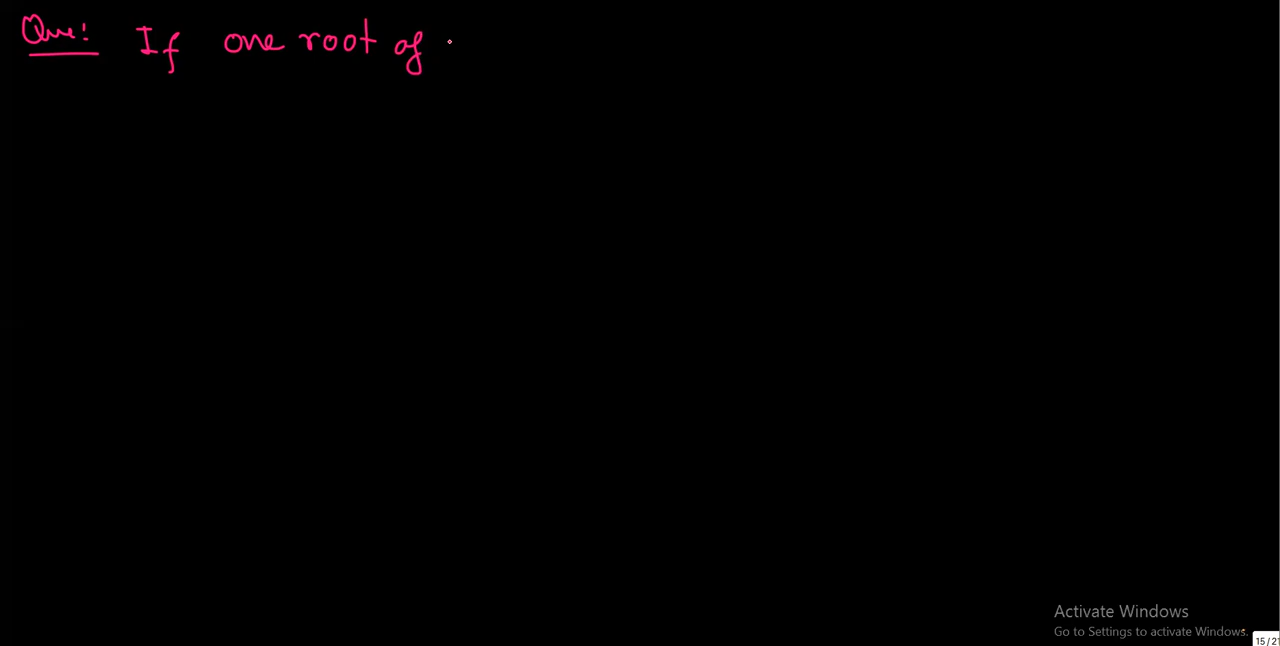 Que: If one root of
Activate Windows
Go to Settings to activate Windows.
15 / 21